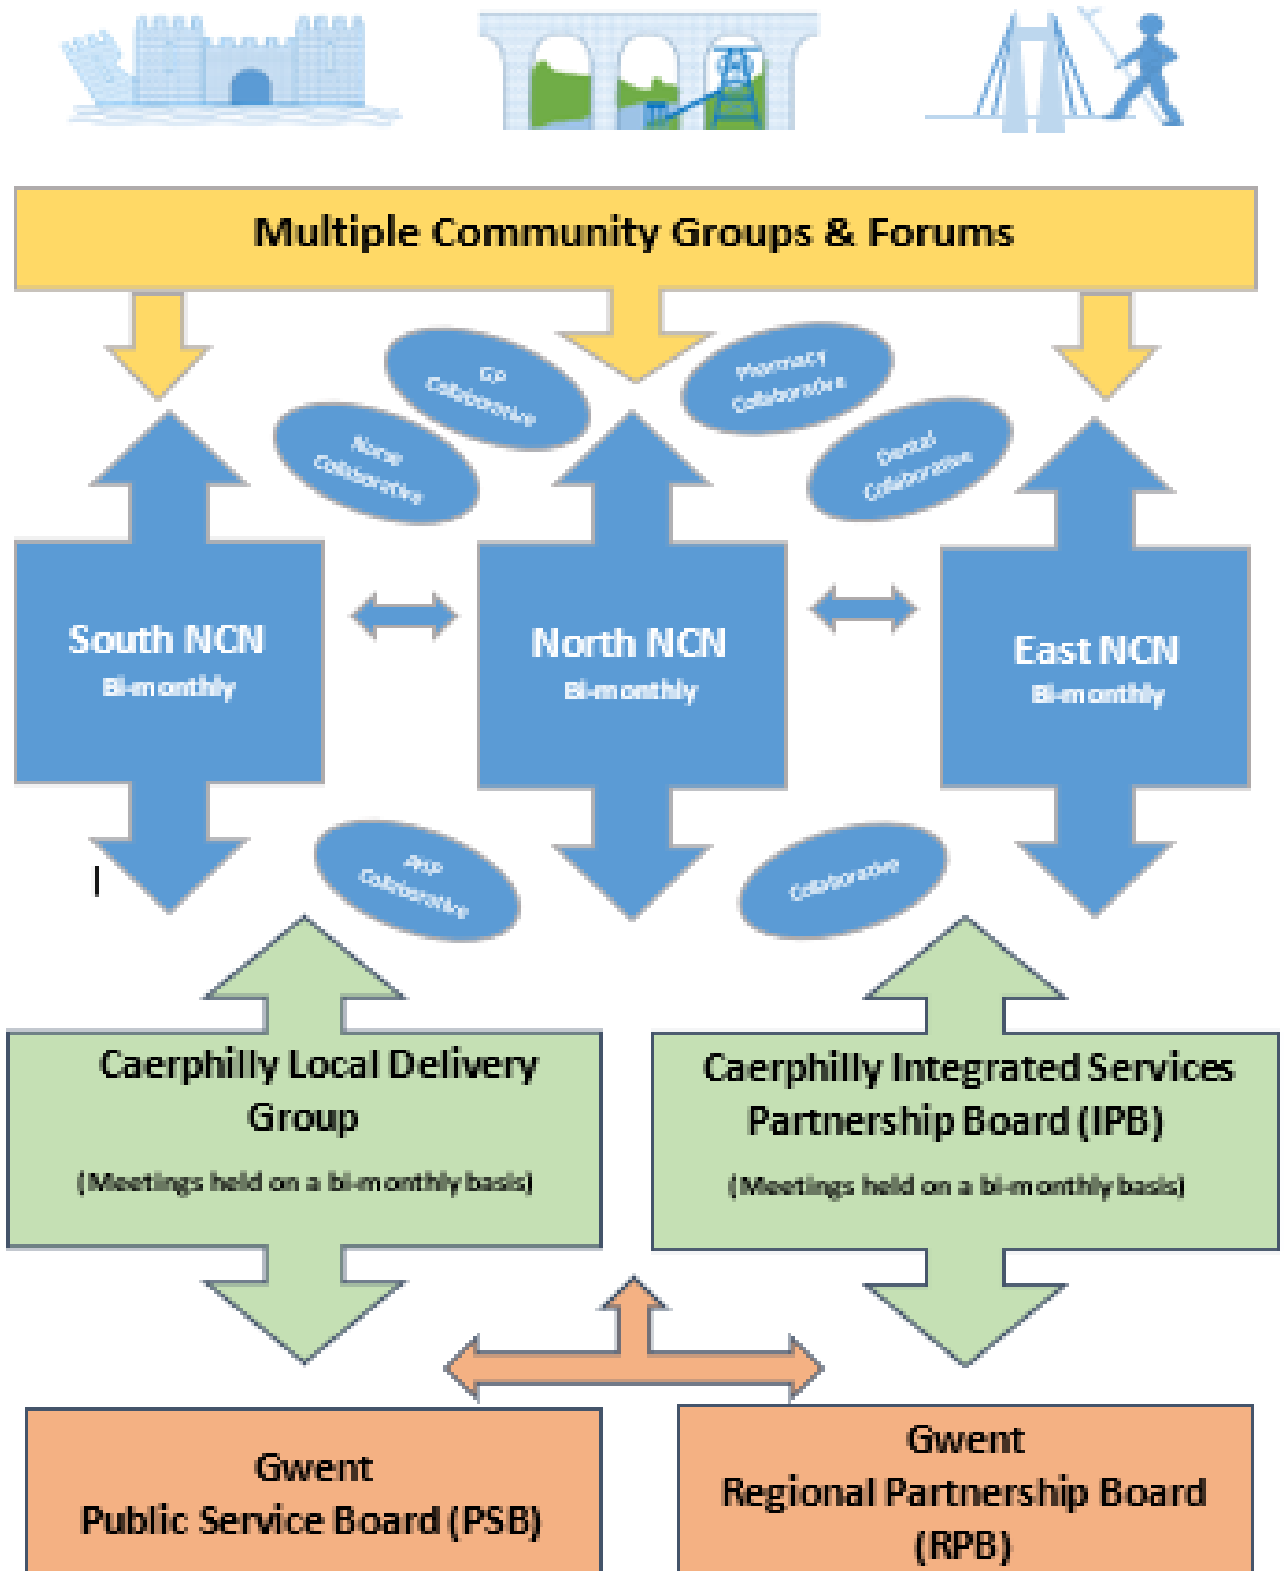 Multiple Community Groups & Forums
GP
Collaborative
Pharmacy
Collaborative
Nurse
Collaborative
Dental
Collaborative
South NCN
Bi-monthly
North NCN
Bi-monthly
East NCN
Bi-monthly
Collaborative
Collaborative
Caerphilly Local Delivery
Group
(Meetings held on a bi-monthly basis)
Caerphilly Integrated Services
Partnership Board (IPB)
(Meetings held on a bi-monthly basis)
Gwent
Public Service Board (PSB)
Gwent
Regional Partnership Board
(RPB)